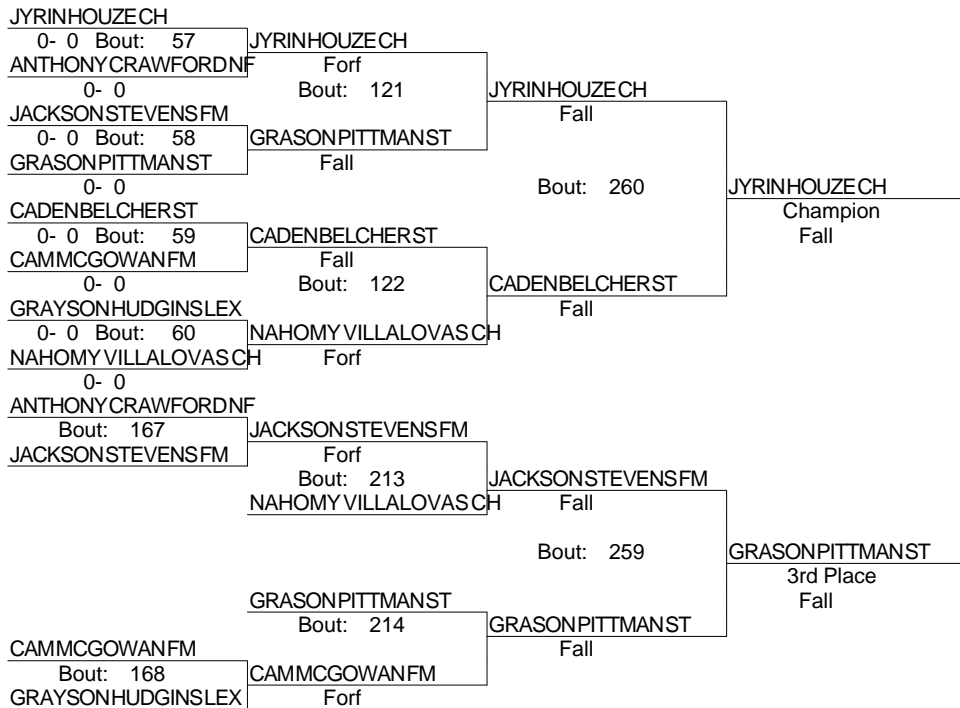 JYRINHOUZECH
0- 0 Bout: 57 JYRINHOUZECH
ANTHONYCRAWFORDNF Forf
0- 0 Bout: 121 JYRINHOUZECH
JACKSONSTEVENSFM Fall
0- 0 Bout: 58 GRASONPITTMANST
GRASONPITTMANST Fall
0- 0 Bout: 260 JYRINHOUZECH
CADENBELCHERST Champion
0- 0 Bout: 59 CADENBELCHERST Fall
CAMMCGOWANFM Fall
0- 0 Bout: 122 CADENBELCHERST
GRAYSONHUDGINSLEX Fall
0- 0 Bout: 60 NAHOMYVILLALOVASCH
NAHOMYVILLALOVASCH Forf
0- 0
ANTHONYCRAWFORDNF
Bout: 167 JACKSONSTEVENSFM
JACKSONSTEVENSFM Forf
Bout: 213 JACKSONSTEVENSFM
NAHOMYVILLALOVASCH Fall
Bout: 259 GRASONPITTMANST
3rd Place
GRASONPITTMANST Fall
Bout: 214 GRASONPITTMANST
CAMMCGOWANFM Fall
Bout: 168 CAMMCGOWANFM
GRAYSONHUDGINSLEX Forf